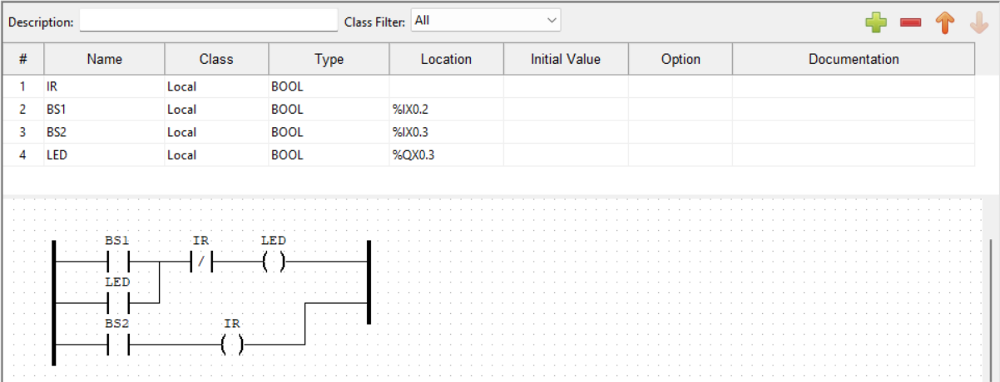 Description: Class Filter: All
# Name Class Type Location Initial Value Option Documentation
1 IR Local BOOL
2 BS1 Local BOOL %IX0.2
3 BS2 Local BOOL %IX0.3
4 LED Local BOOL %QX0.3
BS1 IR LED
LED
BS2 IR